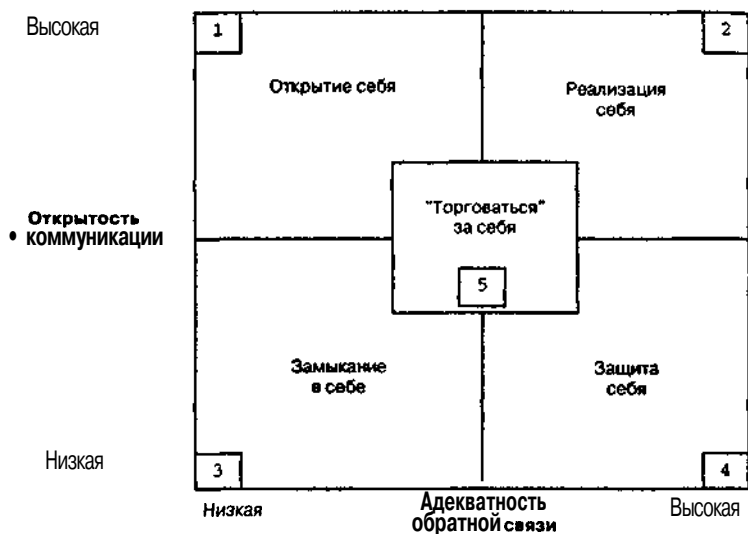 Высокая
1
2
Открытие себя
Реализация
себя
Открытость
• коммуникации
"Торговаться"
за себя
5
Замыкание
в себе
Защита
себя
Низкая
3
4
Низкая
Адекватность
обратной связи
Высокая